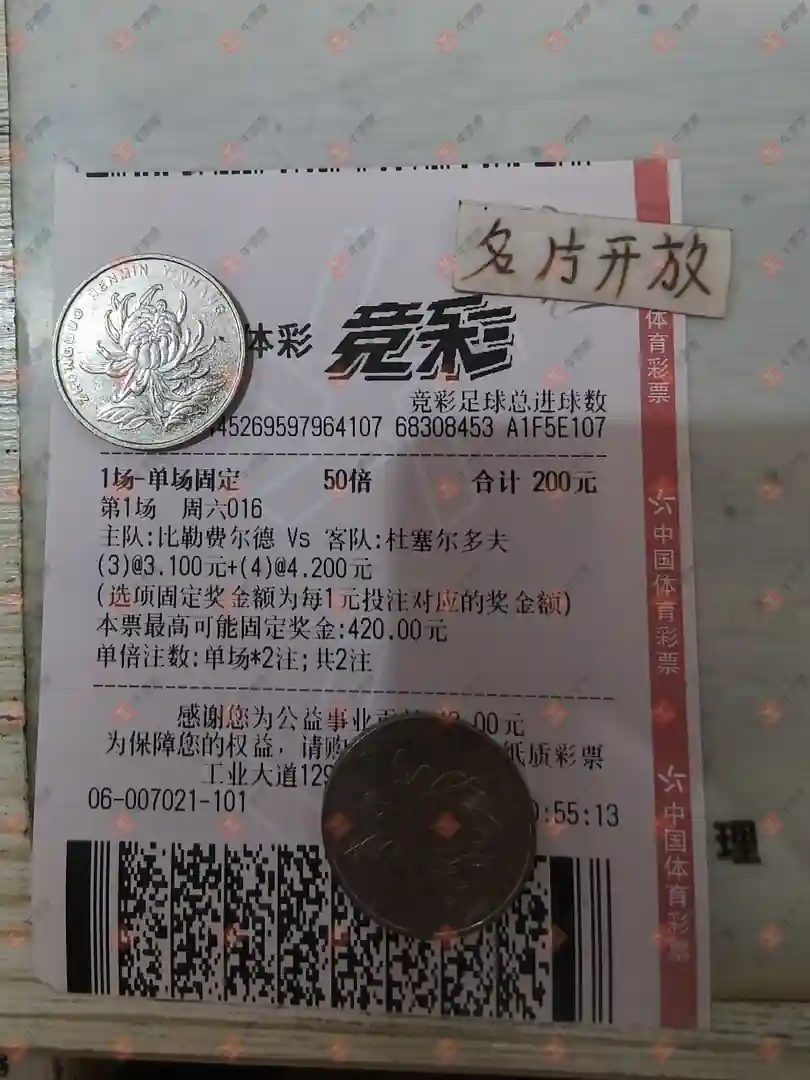 名片开放
体彩 竞彩
竞彩足球总进球数
45269597964107 68308453 A1F5E107
1场-单场固定 50倍 合计 200元
第1场 周六016
主队:比勒费尔德 Vs 客队:杜塞尔多夫
(3)@3.100元+(4)@4.200元
(选项固定奖金额为每1元投注对应的奖金额)
本票最高可能固定奖金:420.00元
单倍注数:单场*2注;共2注
感谢您为公益事业 .00元
为保障您的权益，请 纸质彩票
工业大道129
06-007021-101 :55:13
体育彩票
中国体育彩票
中国体育彩票
理
ZHONGGUO RENMIN YINHANG